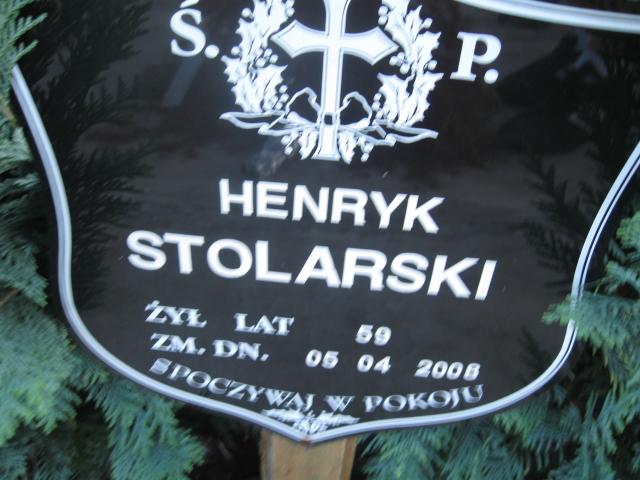 Ś. P.
HENRYK
STOLARSKI
ŻYŁ LAT 59
ZM. DN. 05 04 2008
SPOCZYWAJ W POKOJU